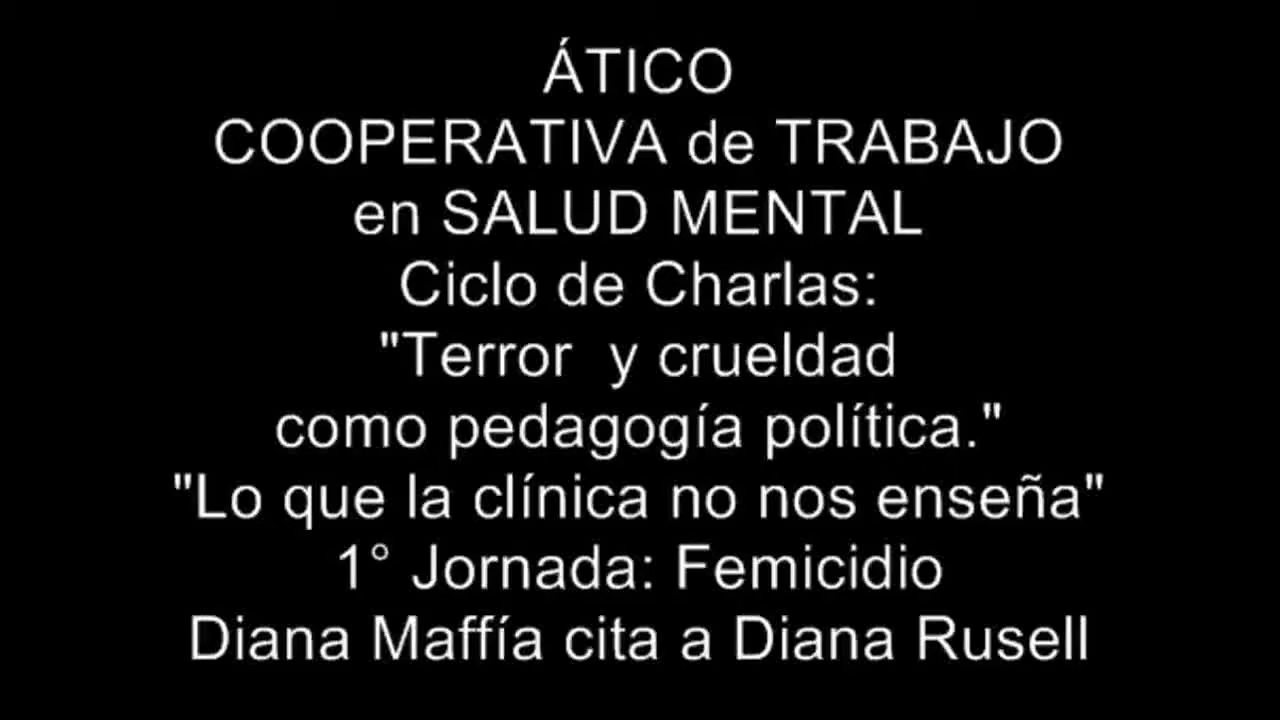 ÁTICO
COOPERATIVA de TRABAJO
en SALUD MENTAL
Ciclo de Charlas:
"Terror  y crueldad
como pedagogía política."
"Lo que la clínica no nos enseña"
1° Jornada: Femicidio
Diana Maffía cita a Diana Rusell